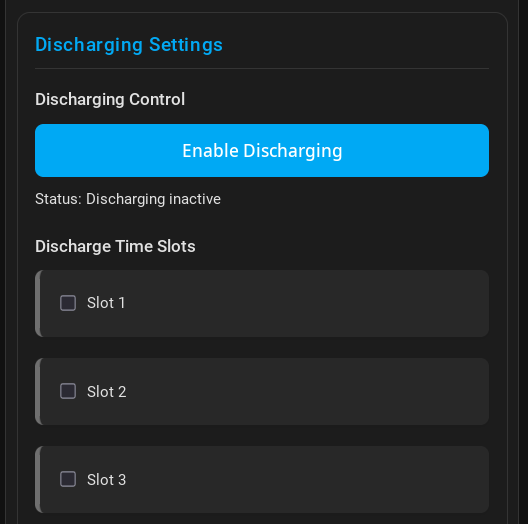 Discharging Settings
Discharging Control
Enable Discharging
Status: Discharging inactive
Discharge Time Slots
Slot 1
Slot 2
Slot 3